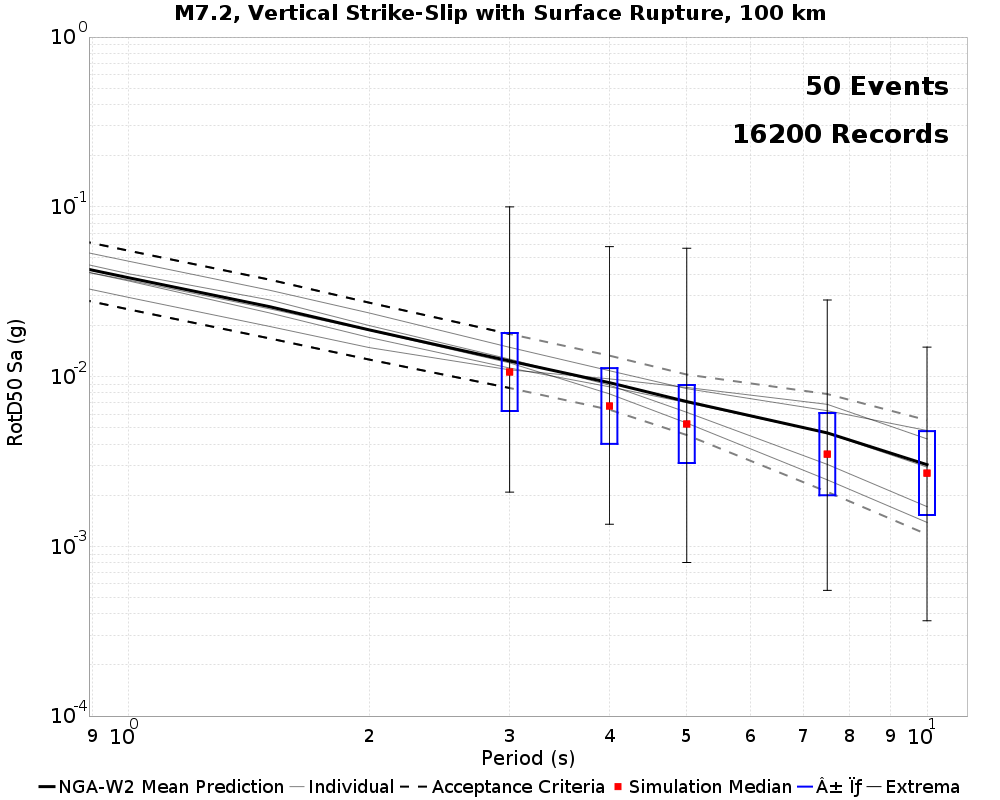 M7.2, Vertical Strike-Slip with Surface Rupture, 100 km
50 Events
16200 Records
RotD50 Sa (g)
10^0
10^-1
10^-2
10^-3
10^-4
9 10^0 2 3 4 5 6 7 8 9 10^1
Period (s)
NGA-W2 Mean Prediction Individual Acceptance Criteria Simulation Median Â± Ïƒ Extrema